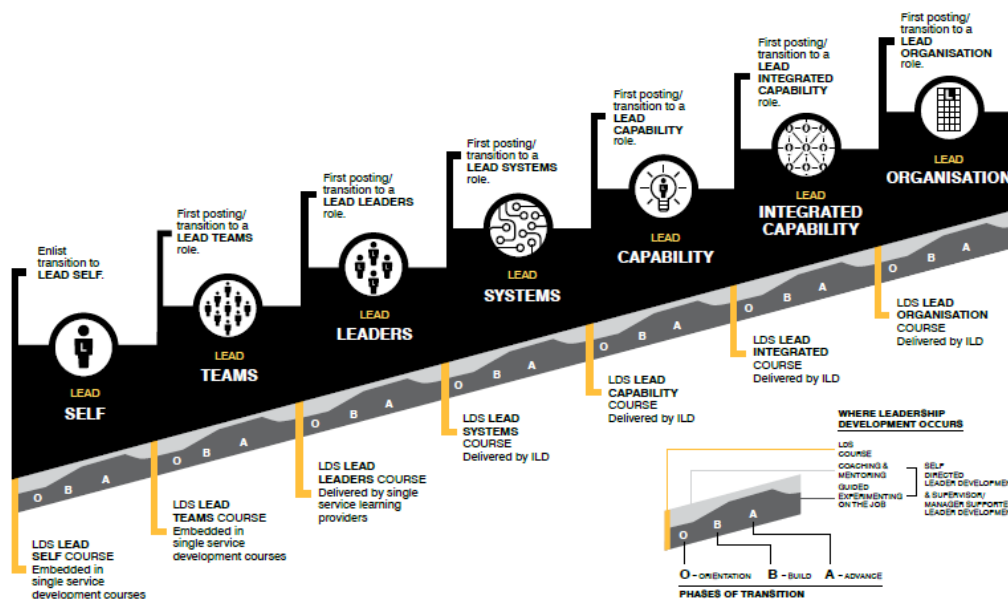 Enlist
transition to
LEAD SELF.
LEAD
SELF
LDS LEAD
SELF COURSE
Embedded in
single service
development courses
First posting/
transition to a
LEAD TEAMS
role.
LEAD
TEAMS
LDS LEAD
TEAMS COURSE
Embedded in
single service
development courses
First posting/
transition to a
LEAD LEADERS
role.
LEAD
LEADERS
LDS LEAD
LEADERS COURSE
Delivered by single
service learning
providers
First posting/
transition to a
LEAD SYSTEMS
role.
LEAD
SYSTEMS
LDS LEAD
SYSTEMS
COURSE
Delivered by ILD
First posting/
transition to a
LEAD
CAPABILITY
role.
LEAD
CAPABILITY
LDS LEAD
CAPABILITY
COURSE
Delivered by ILD
First posting/
transition to a
LEAD
INTEGRATED
CAPABILITY
role.
LEAD
INTEGRATED
CAPABILITY
LDS LEAD
INTEGRATED
COURSE
Delivered by ILD
First posting/
transition to a
LEAD
ORGANISATION
role.
L
LEAD
ORGANISATION
LDS LEAD
ORGANISATION
COURSE
Delivered by ILD
O B A
O B A
O B A
O B A
O B A
O B A
O B A
WHERE LEADERSHIP
DEVELOPMENT OCCURS
LDS
COURSE
COACHING &
MENTORING
GUIDED
EXPERIMENTING
ON THE JOB
SELF
DIRECTED
LEADER DEVELOPMENT
& SUPERVISOR/
MANAGER SUPPORTE
LEADER DEVELOPMENT
O B A
O - ORIENTATION B - BUILD A - ADVANCE
PHASES OF TRANSITION